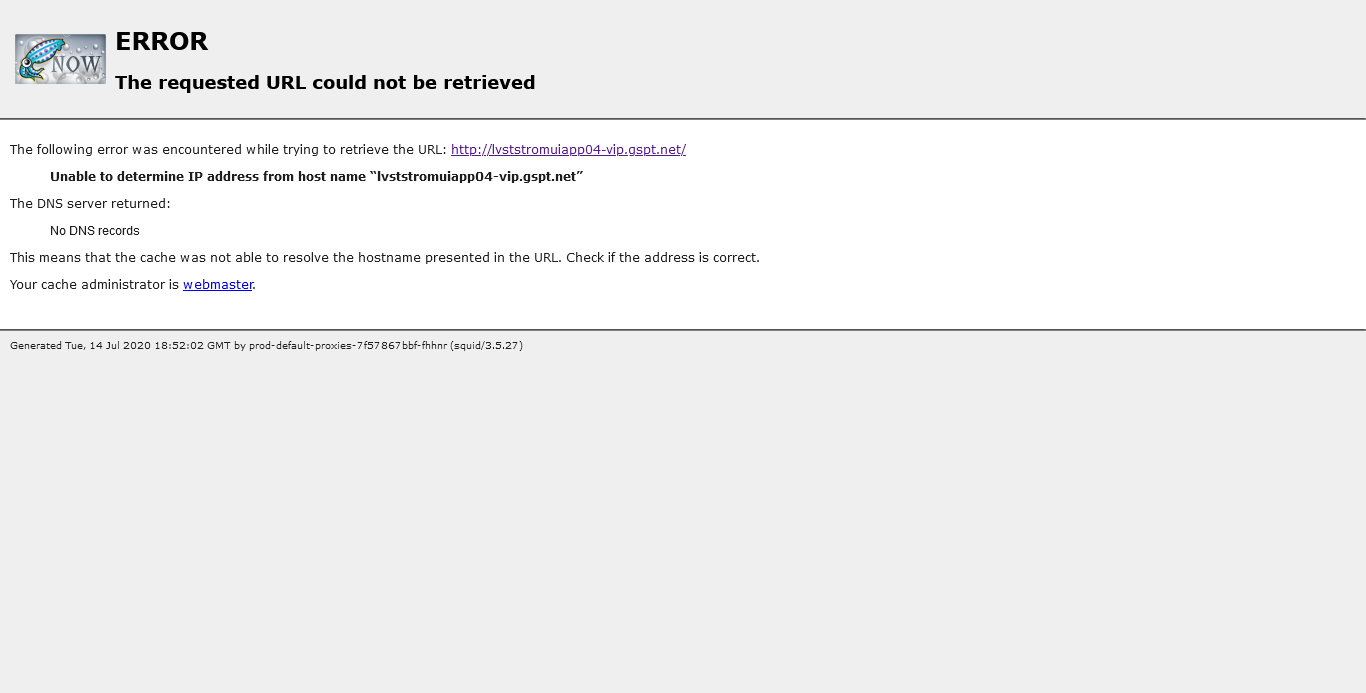 NOW
ERROR
The requested URL could not be retrieved
The following error was encountered while trying to retrieve the URL: http://lvststromuiapp04-vip.gspt.net/
Unable to determine IP address from host name “lvststromuiapp04-vip.gspt.net”
The DNS server returned:
No DNS records
This means that the cache was not able to resolve the hostname presented in the URL. Check if the address is correct.
Your cache administrator is webmaster.
Generated Tue, 14 Jul 2020 18:52:02 GMT by prod-default-proxies-7f57867bbf-fhhnr (squid/3.5.27)